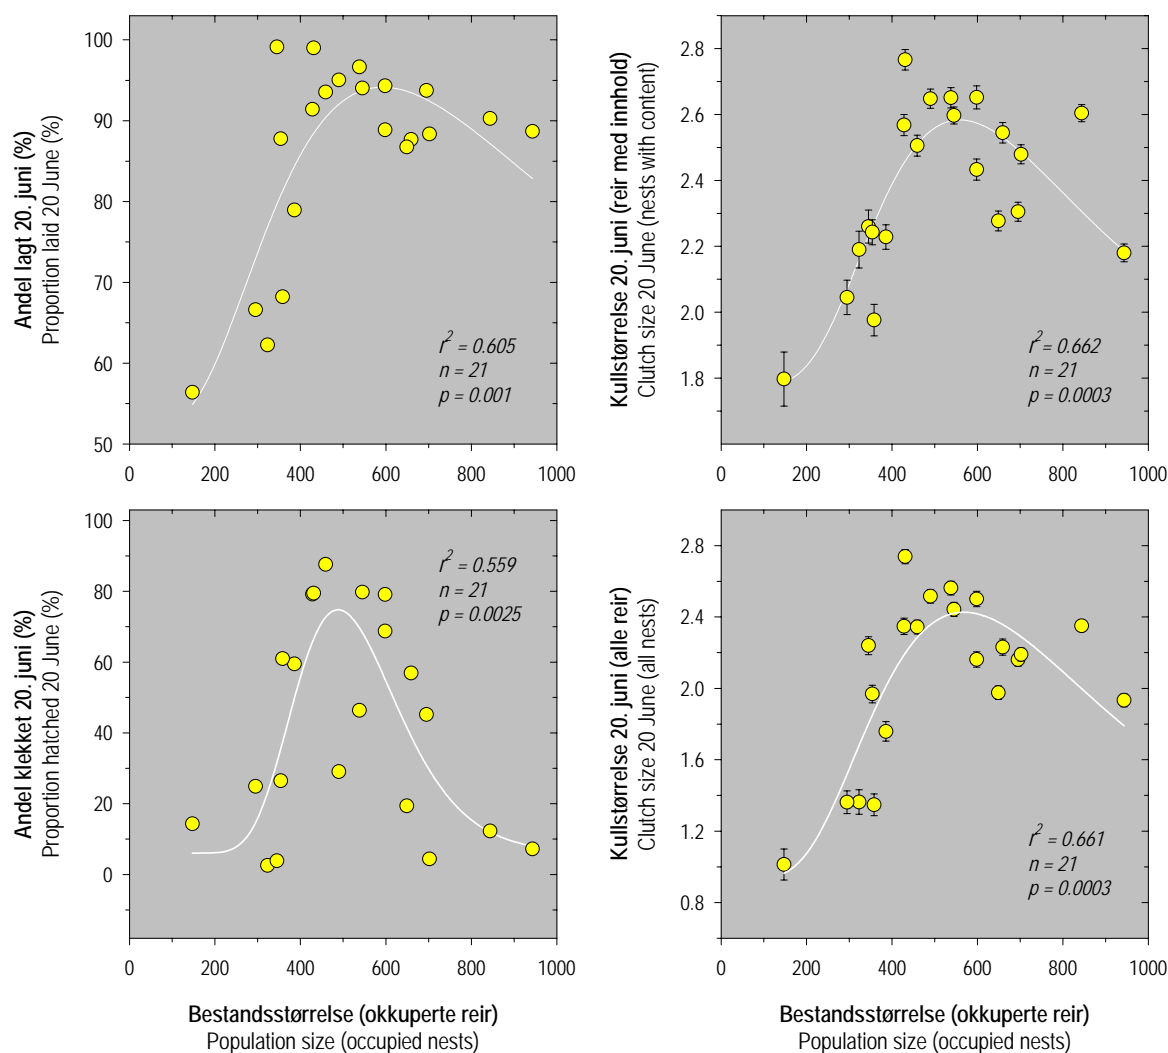 Andel lagt 20. juni (%)
Proportion laid 20 June (%)
100
90
80
70
60
50
r² = 0.605
n = 21
p = 0.001
0
200
400
600
800
1000
Kullstørrelse 20. juni (reir med innhold)
Clutch size 20 June (nests with content)
2.8
2.6
2.4
2.2
2.0
1.8
r² = 0.662
n = 21
p = 0.0003
0
200
400
600
800
1000
Andel klekket 20. juni (%)
Proportion hatched 20 June (%)
100
80
60
40
20
0
r² = 0.559
n = 21
p = 0.0025
0
200
400
600
800
1000
Bestandsstørrelse (okkuperte reir)
Population size (occupied nests)
Kullstørrelse 20. juni (alle reir)
Clutch size 20 June (all nests)
2.8
2.4
2.0
1.6
1.2
0.8
r² = 0.661
n = 21
p = 0.0003
0
200
400
600
800
1000
Bestandsstørrelse (okkuperte reir)
Population size (occupied nests)